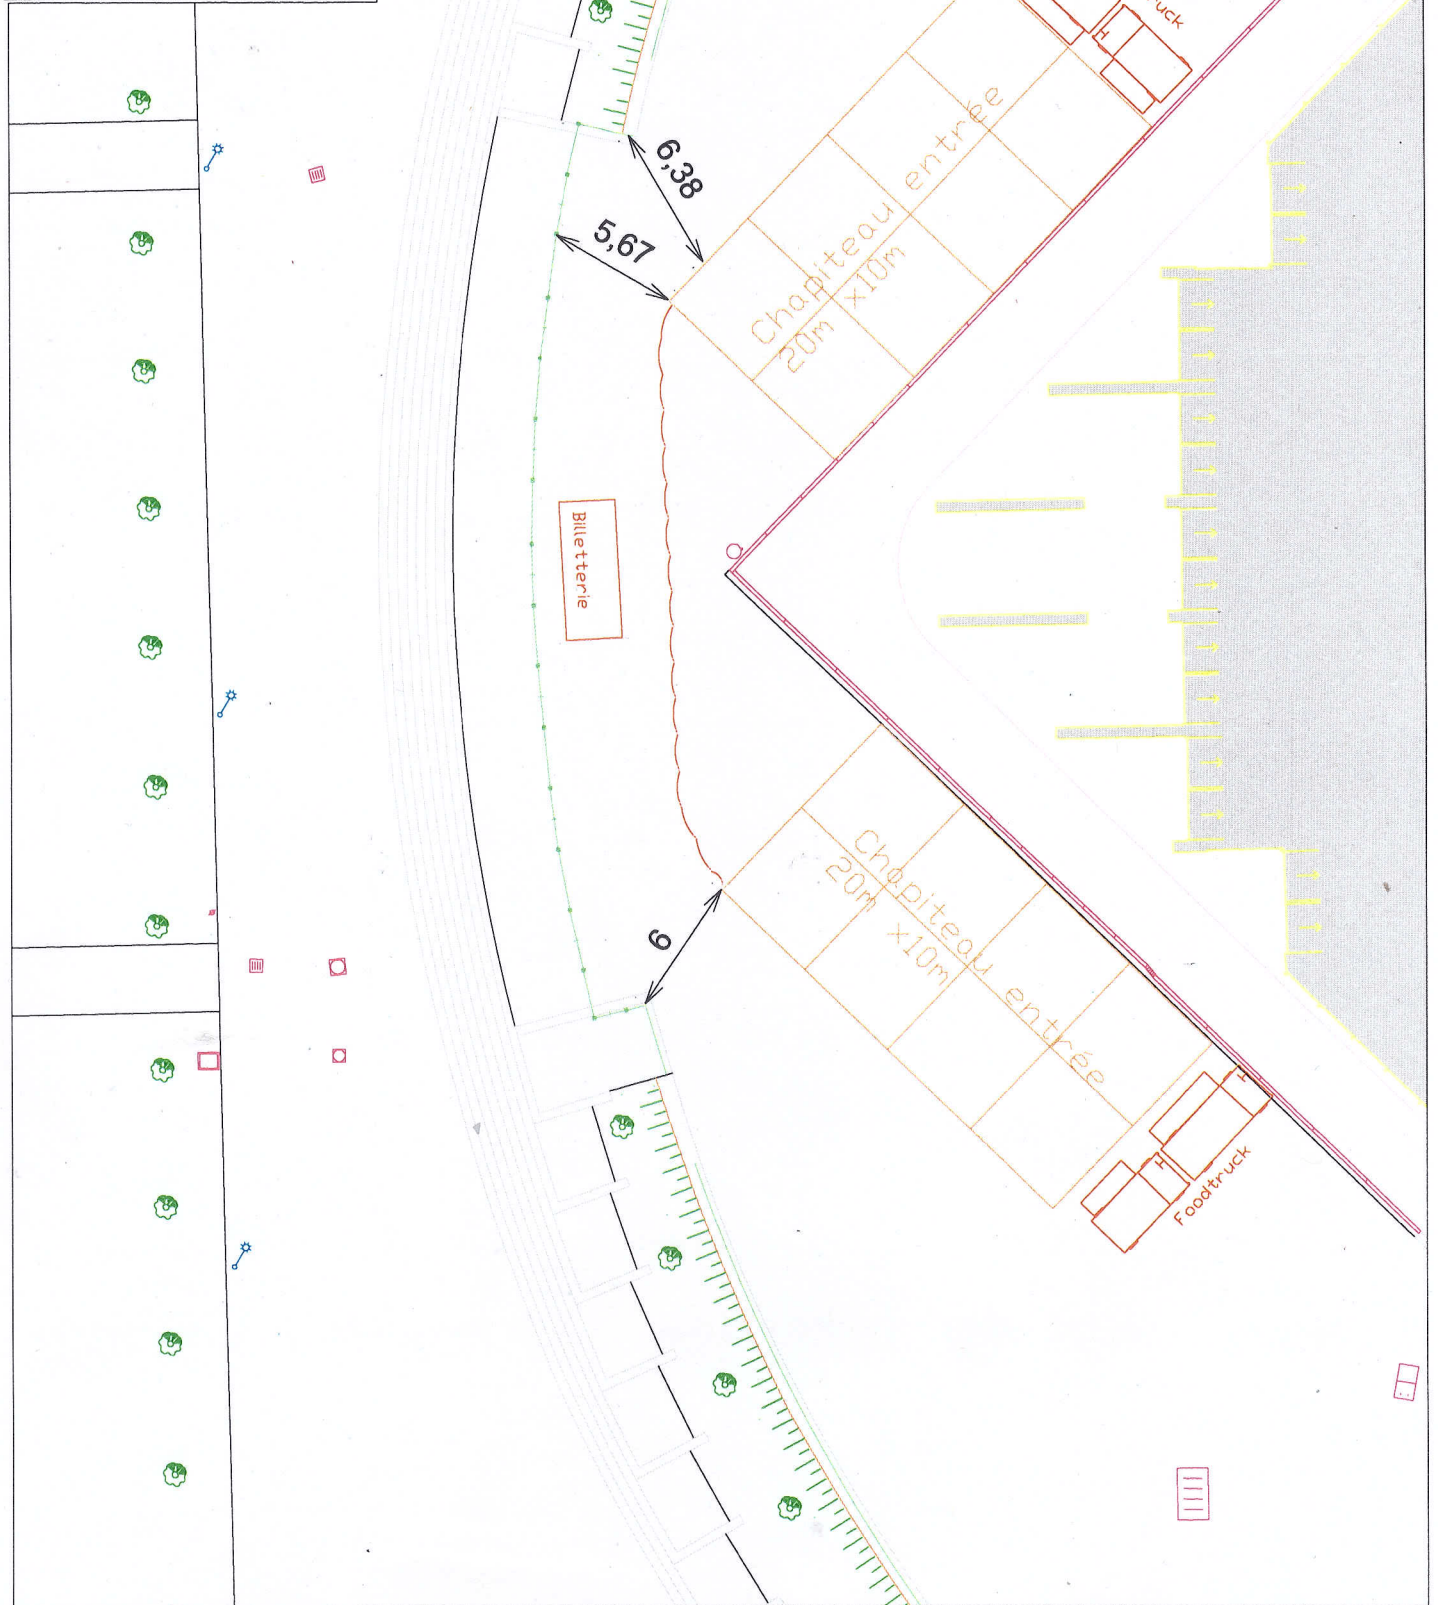 6,38
5,67
Chapiteau entrée
20m x10m
Billetterie
6
Chapiteau entrée
20m x10m
Foodtruck